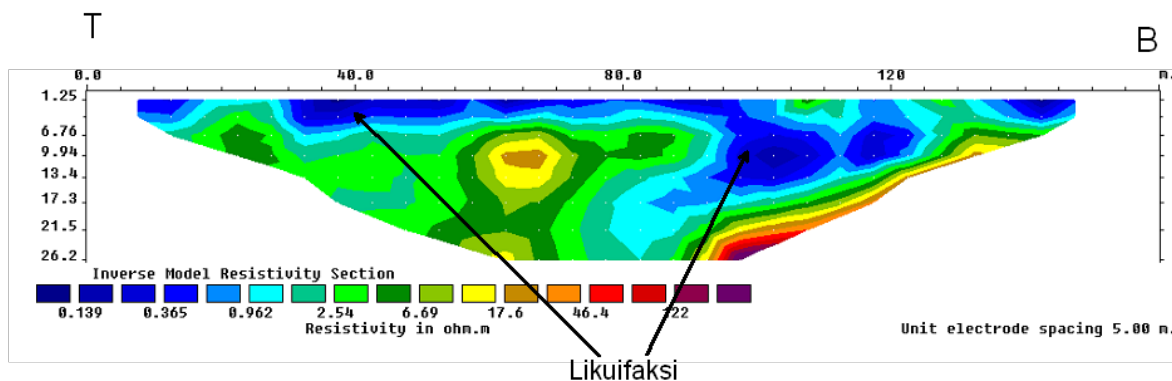 T
B
0.0 40.0 80.0 120 m.
1.25
6.76
9.94
13.4
17.3
21.5
26.2
Inverse Model Resistivity Section
0.139 0.365 0.962 2.54 6.69 17.6 46.4 122
Resistivity in ohm.m
Unit electrode spacing 5.00 m.
Likuifaksi